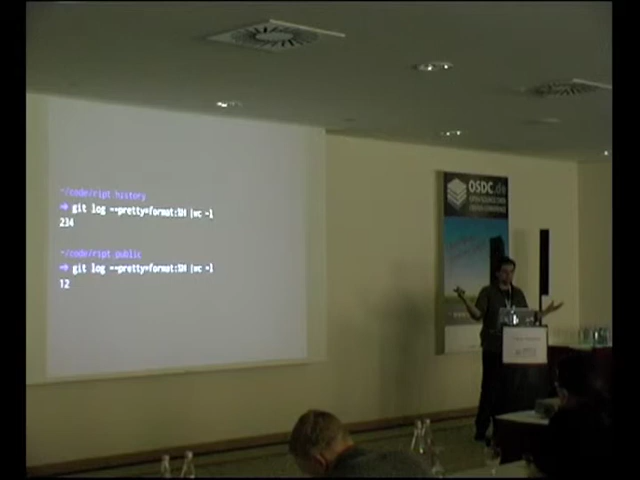 ~/code/ript.history
➜ git log --pretty=format:%H |wc -l
234
~/code/ript.public
➜ git log --pretty=format:%H |wc -l
12
OSDC.de